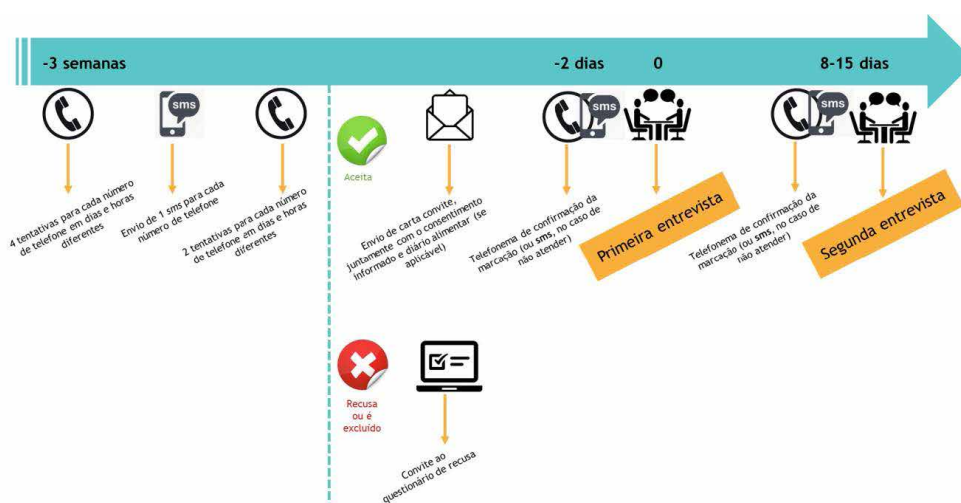 -3 semanas
-2 dias
0
8-15 dias
sms
sms
sms
4 tentativas para cada número
de telefone em dias e horas
diferentes
Envio de 1 sms para cada
número de telefone
2 tentativas para cada número
de telefone em dias e horas
diferentes
Aceita
Envio de carta convite,
juntamente com o consentimento
informado e diário alimentar (se
aplicável)
Telefonema de confirmação da
marcação (ou sms, no caso de
não atender)
Primeira entrevista
Telefonema de confirmação da
marcação (ou sms, no caso de
não atender)
Segunda entrevista
Recusa
ou é
excluído
Convite ao
questionário de recusa